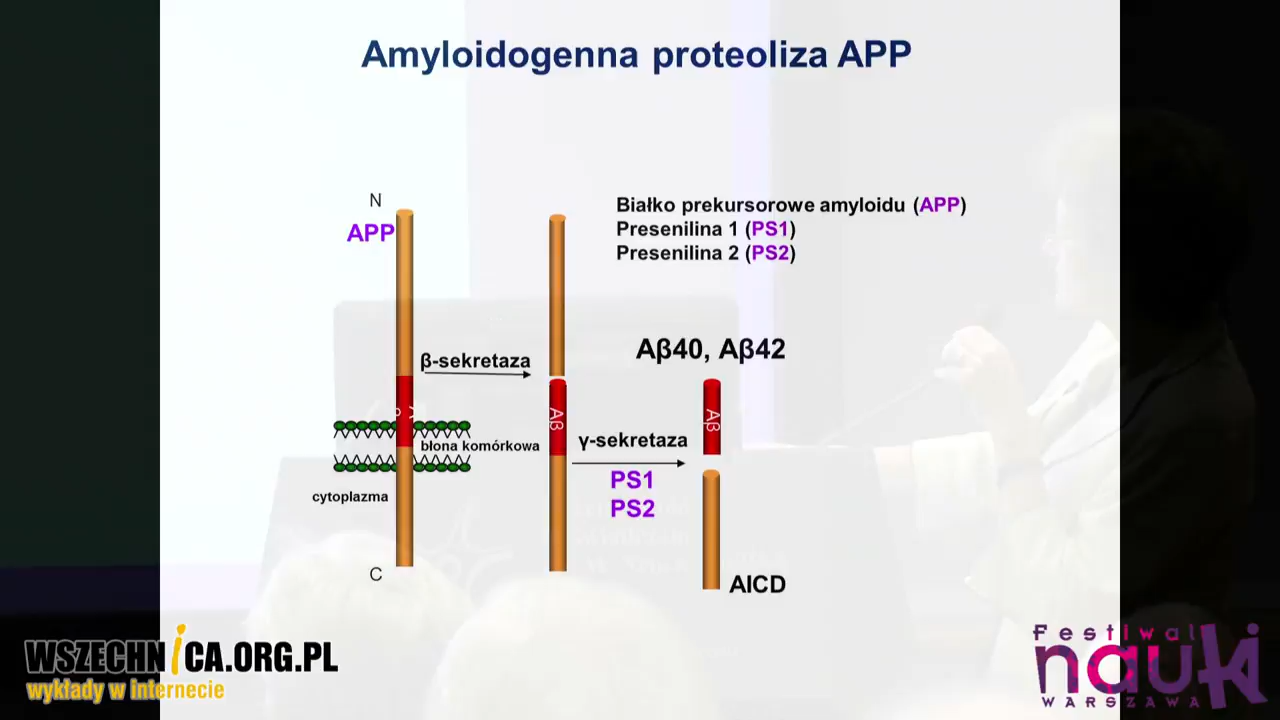 Amyloidogenna proteoliza APP
N
APP
Białko prekursorowe amyloidu (APP)
Presenilina 1 (PS1)
Presenilina 2 (PS2)
Aβ40, Aβ42
β-sekretaza
Aβ
Aβ
błona komórkowa
γ-sekretaza
PS1
PS2
cytoplazma
C
AICD
WSZECHNICA.ORG.PL
wykłady w internecie
Festiwal
nauki
WARSZAWA